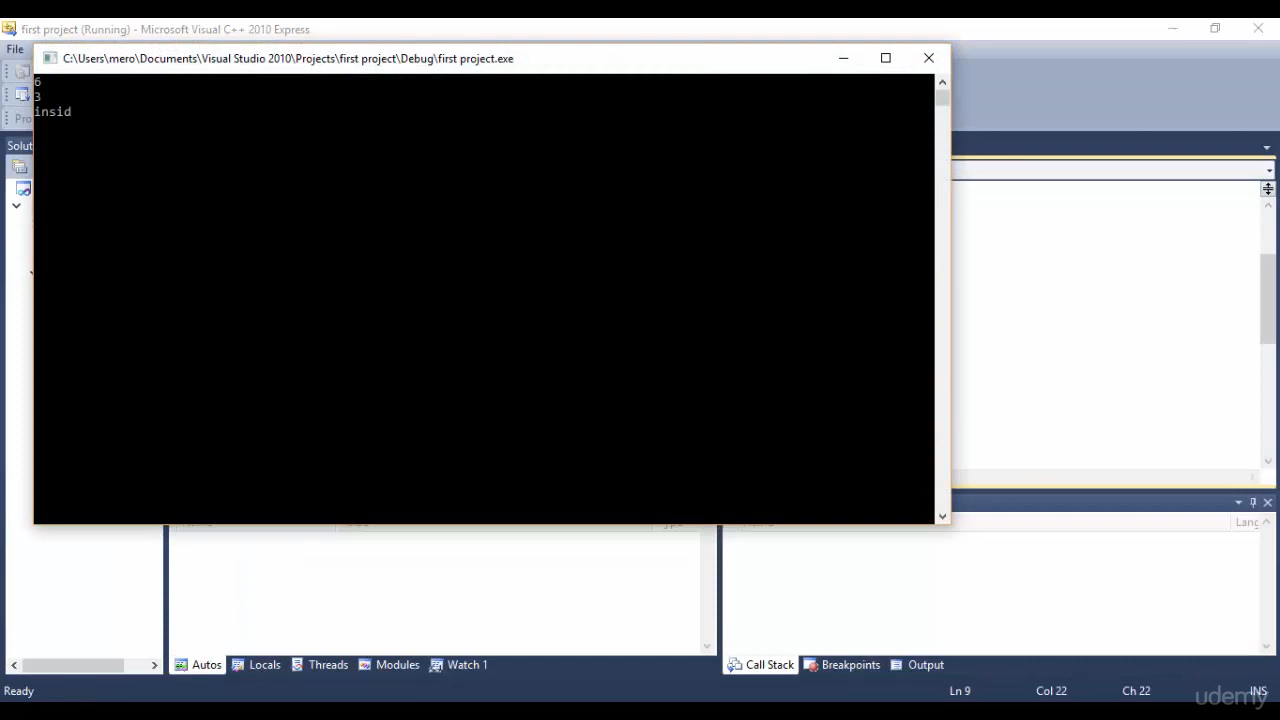 first project (Running) - Microsoft Visual C++ 2010 Express
File
C:\Users\mero\Documents\Visual Studio 2010\Projects\first project\Debug\first project.exe
6
3
insid
Pro
Solut
Lang
Autos Locals Threads Modules Watch 1
Call Stack Breakpoints Output
Ready Ln 9 Col 22 Ch 22 INS
udemy